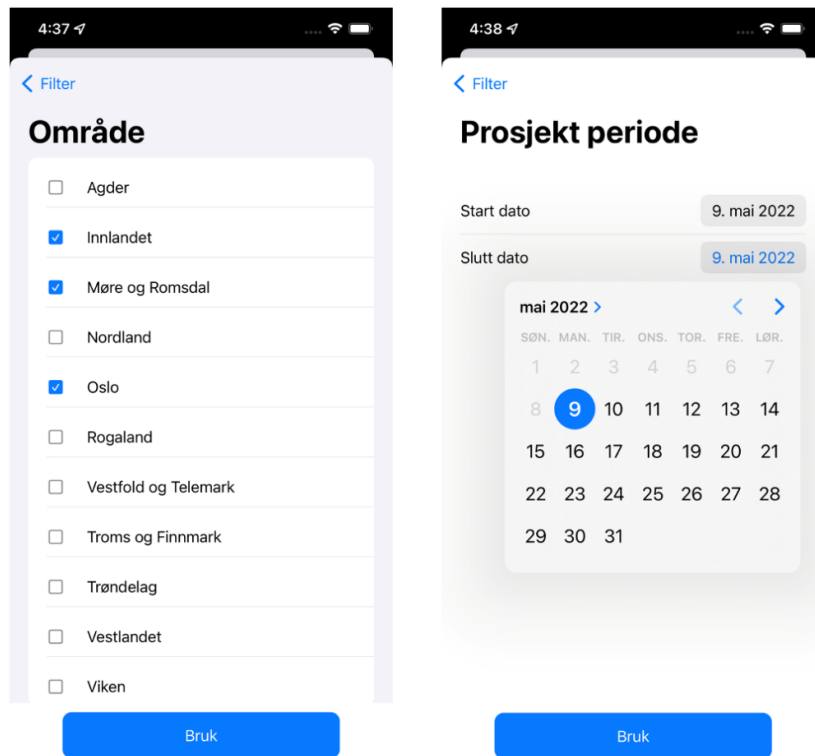 4:37
Filter
Område
Agder
Innlandet
Møre og Romsdal
Nordland
Oslo
Rogaland
Vestfold og Telemark
Troms og Finnmark
Trøndelag
Vestlandet
Viken
Bruk
4:38
Filter
Prosjekt periode
Start dato 9. mai 2022
Slutt dato 9. mai 2022
mai 2022
SØN. MAN. TIR. ONS. TOR. FRE. LØR.
1 2 3 4 5 6 7
8 9 10 11 12 13 14
15 16 17 18 19 20 21
22 23 24 25 26 27 28
29 30 31
Bruk